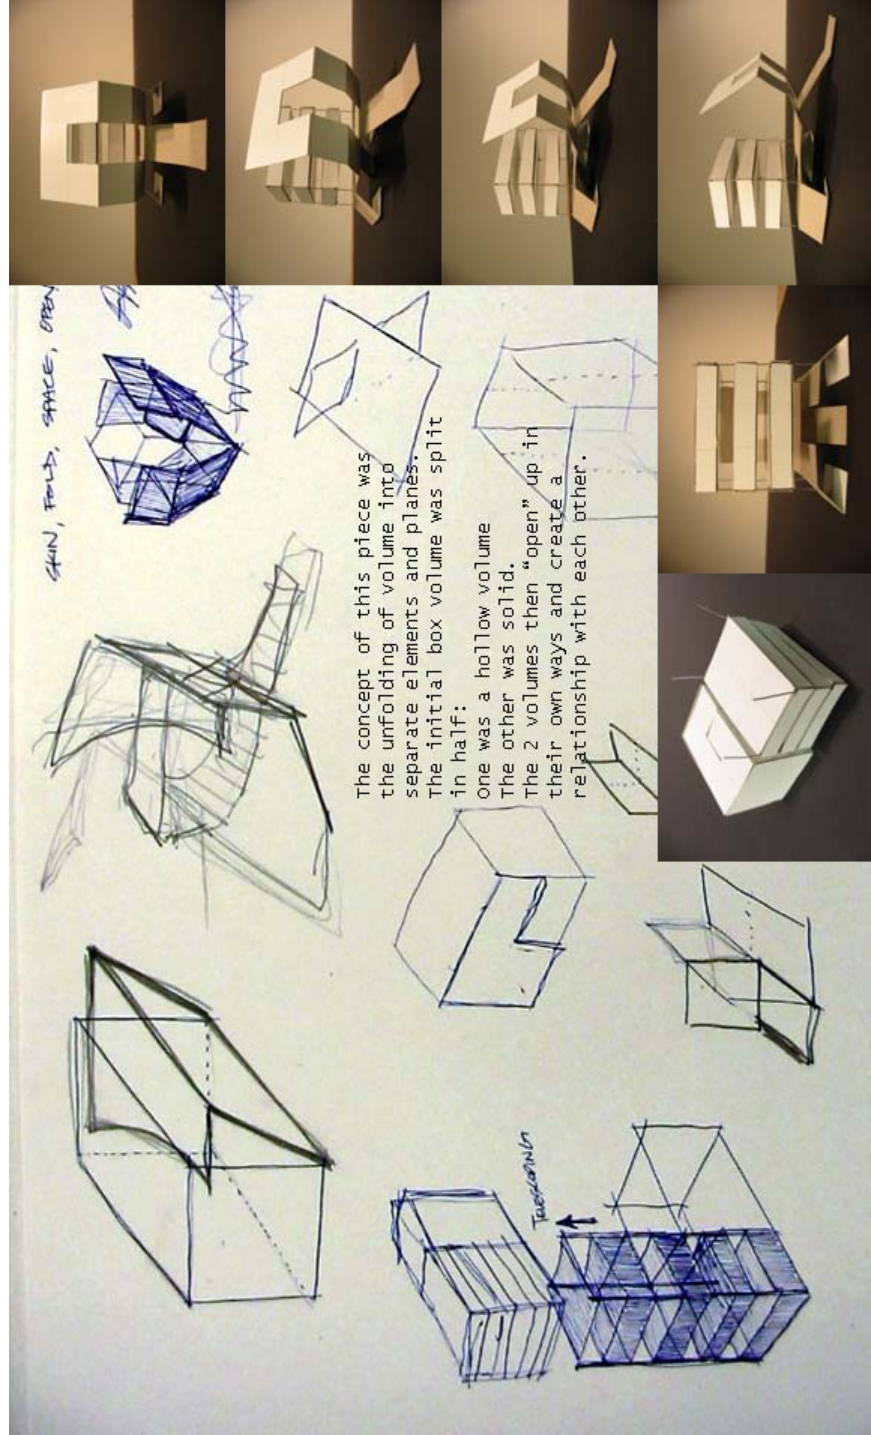 SKIN, FOLD, SPACE, OPEN
The concept of this piece was
the unfolding of volume into
separate elements and planes.
The initial box volume was split
in half:
one was a hollow volume
The other was solid.
The 2 volumes then “open” up in
their own ways and create a
relationship with each other.
TELESCOPING